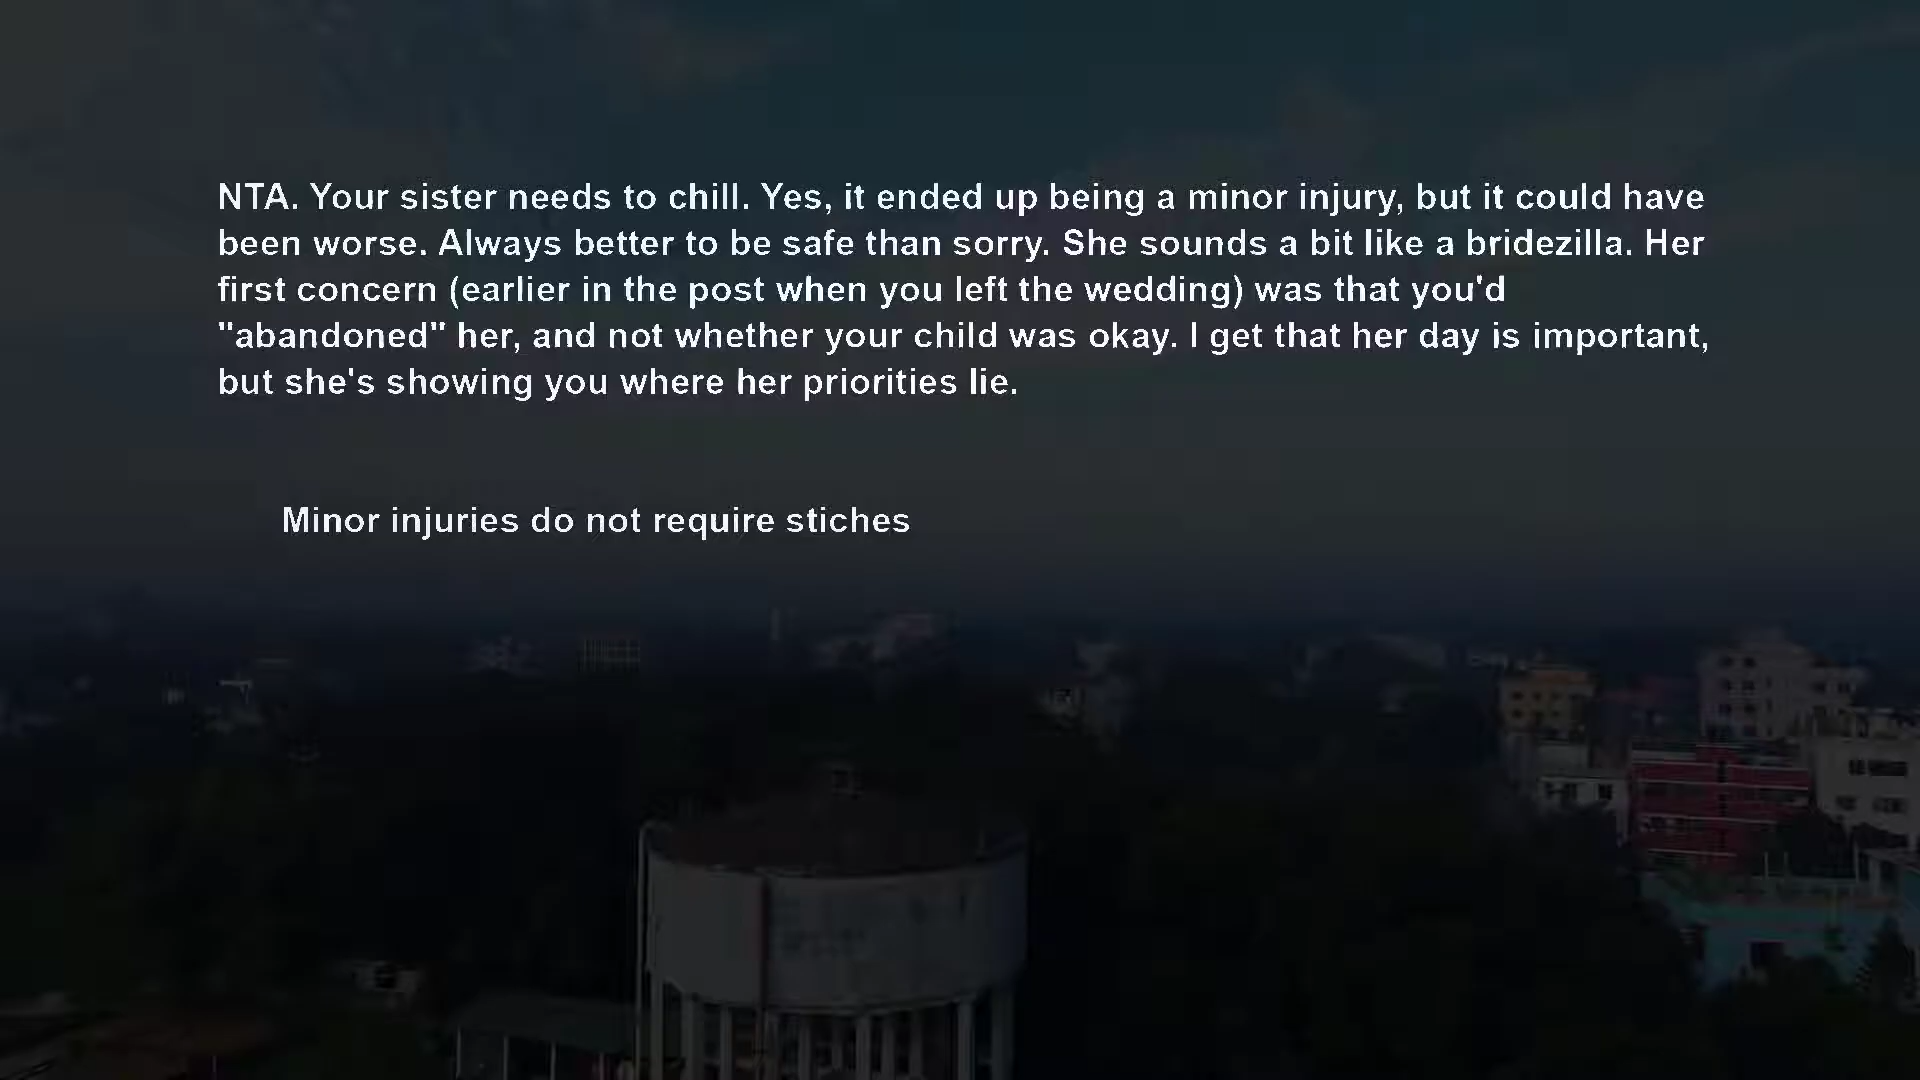 NTA. Your sister needs to chill. Yes, it ended up being a minor injury, but it could have
been worse. Always better to be safe than sorry. She sounds a bit like a bridezilla. Her
first concern (earlier in the post when you left the wedding) was that you'd
"abandoned" her, and not whether your child was okay. I get that her day is important,
but she's showing you where her priorities lie.
Minor injuries do not require stiches